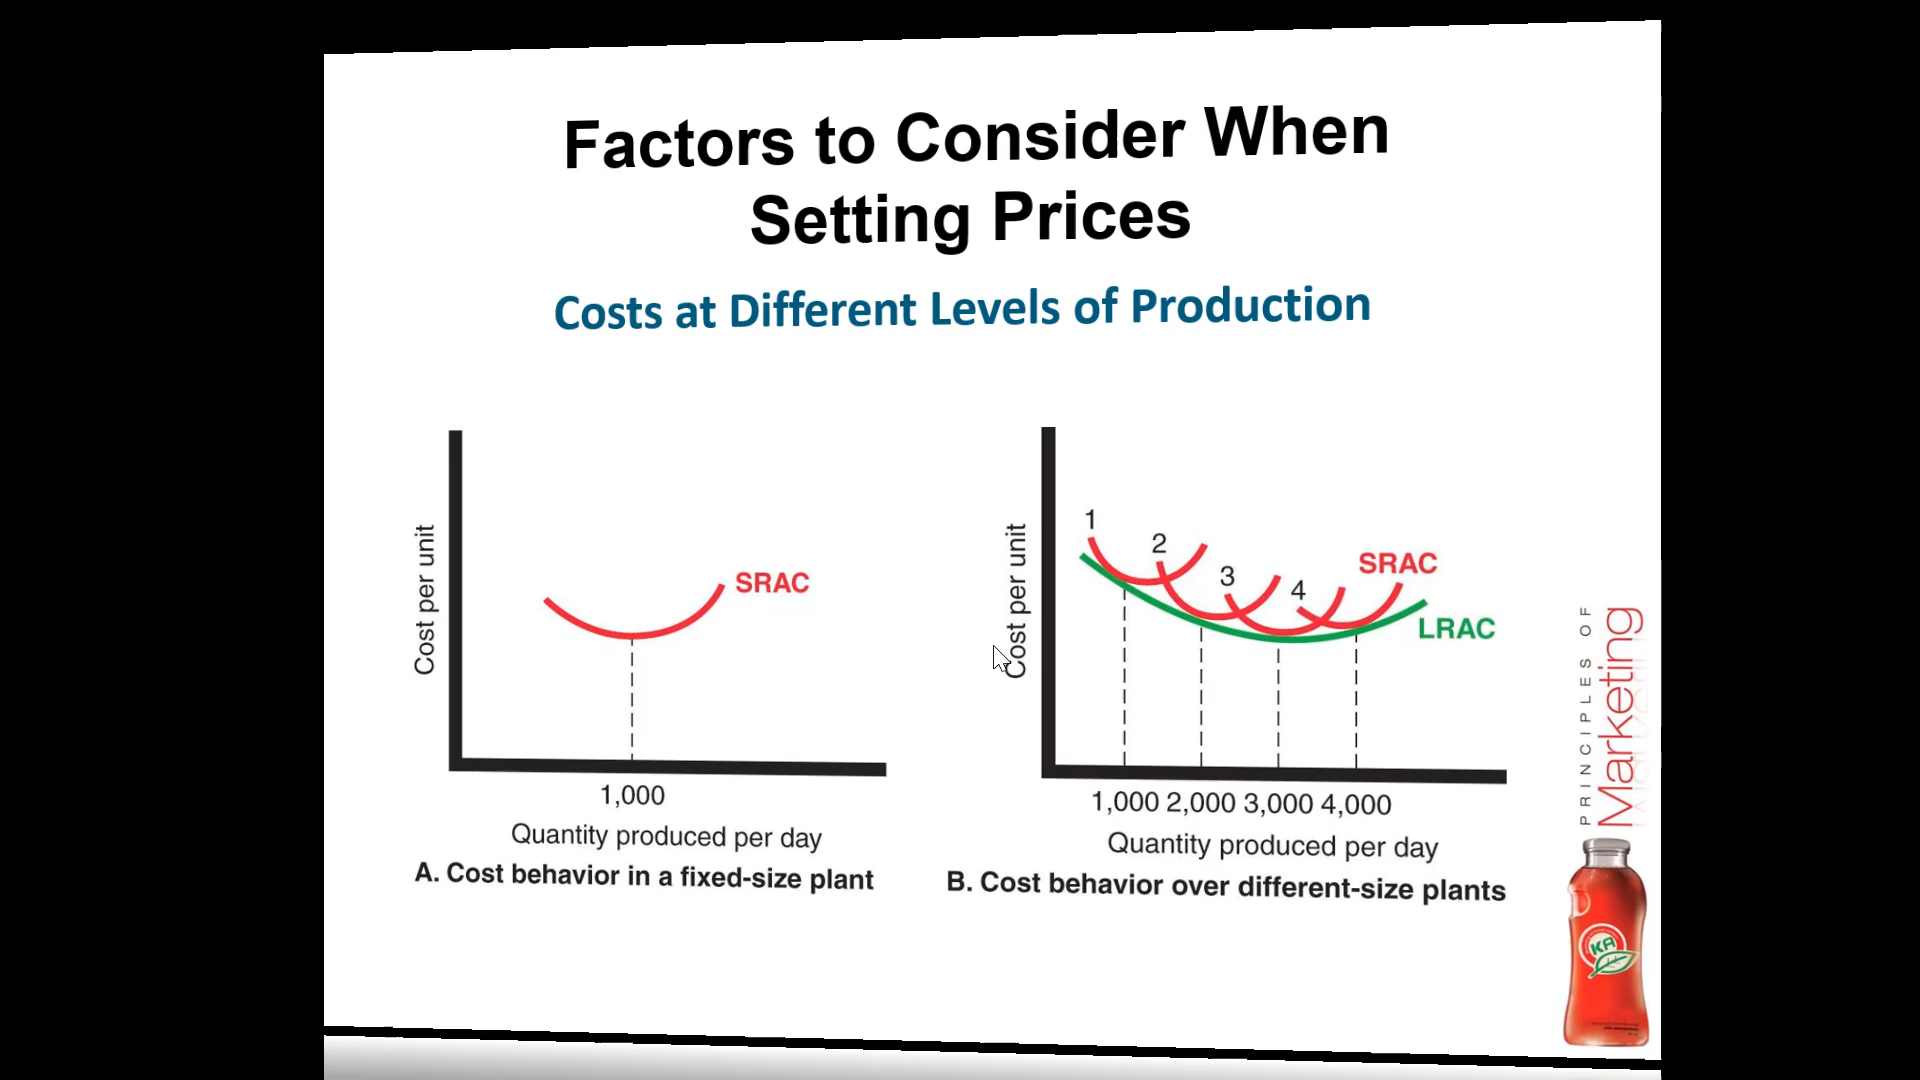 Factors to Consider When
Setting Prices
Costs at Different Levels of Production
Cost per unit
SRAC
1,000
Quantity produced per day
A. Cost behavior in a fixed-size plant
Cost per unit
1
2
3
4
SRAC
LRAC
1,000 2,000 3,000 4,000
Quantity produced per day
B. Cost behavior over different-size plants
PRINCIPLES OF
Marketing
KA